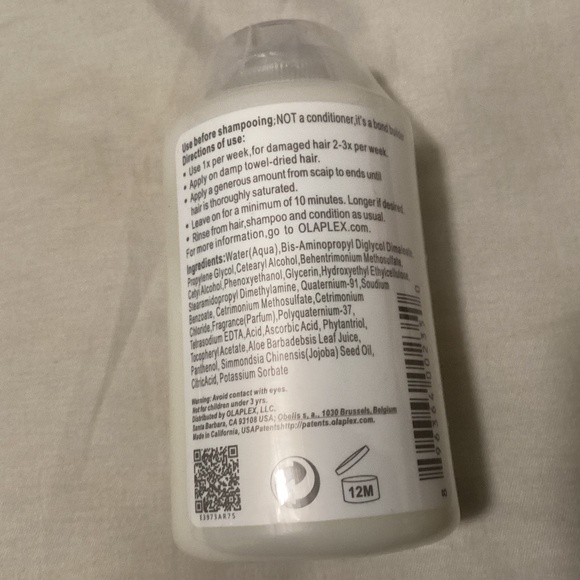 Use before shampooing;NOT a conditioner,it's a bond builder
Directions of use:
• Use 1x per week,for damaged hair 2-3x per week.
• Apply on damp towel-dried hair.
• Apply a generous amount from scaip to ends until
hair is thoroughly saturated.
• Leave on for a minimum of 10 minutes. Longer if desired
• Rinse from hair,shampoo and condition as usual.
For more information,go to OLAPLEX.com.
Ingredients:Water(Aqua),Bis-Aminopropyl Diglycol Dimaleate,
Propylene Glycol,Cetearyl Alcohol,Behentrimonium Methosulfate,
Cetyl Alcohol,Phenoxyethanol,Glycerin,Hydroxyethyl Ethylcellulose,
Stearamidopropyl Dimethylamine, Quaternium-91,Soudium
Benzoate, Cetrimonium Methosulfate,Cetrimonium
Chloride,Fragrance(Parfum),Polyquaternium-37,
Tetrasodium EDTA,Acid,Ascorbic Acid, Phytantriol,
Tocopheryl Acetate,Aloe Barbadebsis Leaf Juice,
Panthenol, Simmondsia Chinensis(Jojoba) Seed Oil,
CitricAcid, Potassium Sorbate
Warning: Avoid contact with eyes.
Not for children under 3 yrs.
Distributed by OLAPLEX, LLC.
Santa Barbara, CA 93108 USA; Obelis s, a., 1030 Brussels, Belgium
Made in California, USAPatentshttp://patents.olaplex.com
12M